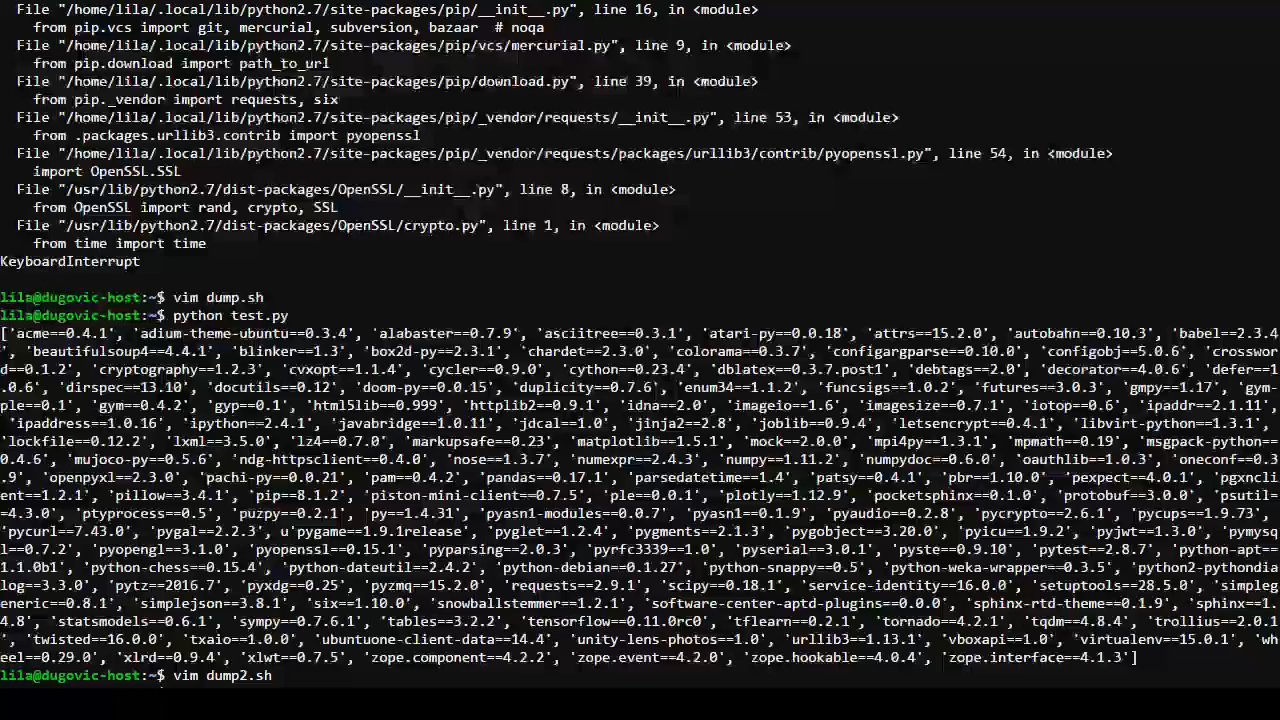 File "/home/lila/.local/lib/python2.7/site-packages/pip/__init__.py", line 16, in <module>
from pip.vcs import git, mercurial, subversion, bazaar  # noqa
File "/home/lila/.local/lib/python2.7/site-packages/pip/vcs/mercurial.py", line 9, in <module>
from pip.download import path_to_url
File "/home/lila/.local/lib/python2.7/site-packages/pip/download.py", line 39, in <module>
from pip._vendor import requests, six
File "/home/lila/.local/lib/python2.7/site-packages/pip/_vendor/requests/__init__.py", line 53, in <module>
from .packages.urllib3.contrib import pyopenssl
File "/home/lila/.local/lib/python2.7/site-packages/pip/_vendor/requests/packages/urllib3/contrib/pyopenssl.py", line 54, in <module>
import OpenSSL.SSL
File "/usr/lib/python2.7/dist-packages/OpenSSL/__init__.py", line 8, in <module>
from OpenSSL import rand, crypto, SSL
File "/usr/lib/python2.7/dist-packages/OpenSSL/crypto.py", line 1, in <module>
from time import time
KeyboardInterrupt
lila@dugovic-host:~$ vim dump.sh
lila@dugovic-host:~$ python test.py
['acme==0.4.1', 'adium-theme-ubuntu==0.3.4', 'alabaster==0.7.9', 'asciitree==0.3.1', 'atari-py==0.0.18', 'attrs==15.2.0', 'autobahn==0.10.3', 'babel==2.3.4
', 'beautifulsoup4==4.4.1', 'blinker==1.3', 'box2d-py==2.3.1', 'chardet==2.3.0', 'colorama==0.3.7', 'configargparse==0.10.0', 'configobj==5.0.6', 'crosswor
d==0.1.2', 'cryptography==1.2.3', 'cvxopt==1.1.4', 'cycler==0.9.0', 'cython==0.23.4', 'dblatex==0.3.7.post1', 'debtags==2.0', 'decorator==4.0.6', 'defer==1
.0.6', 'dirspec==13.10', 'docutils==0.12', 'doom-py==0.0.15', 'duplicity==0.7.6', 'enum34==1.1.2', 'funcsigs==1.0.2', 'futures==3.0.3', 'gmpy==1.17', 'gym-
ple==0.1', 'gym==0.4.2', 'gyp==0.1', 'html5lib==0.999', 'httplib2==0.9.1', 'idna==2.0', 'imageio==1.6', 'imagesize==0.7.1', 'iotop==0.6', 'ipaddr==2.1.11',
'ipaddress==1.0.16', 'ipython==2.4.1', 'javabridge==1.0.11', 'jdcal==1.0', 'jinja2==2.8', 'joblib==0.9.4', 'letsencrypt==0.4.1', 'libvirt-python==1.3.1',
'lockfile==0.12.2', 'lxml==3.5.0', 'lz4==0.7.0', 'markupsafe==0.23', 'matplotlib==1.5.1', 'mock==2.0.0', 'mpi4py==1.3.1', 'mpmath==0.19', 'msgpack-python==
0.4.6', 'mujoco-py==0.5.6', 'ndg-httpsclient==0.4.0', 'nose==1.3.7', 'numexpr==2.4.3', 'numpy==1.11.2', 'numpydoc==0.6.0', 'oauthlib==1.0.3', 'oneconf==0.3
.9', 'openpyxl==2.3.0', 'pachi-py==0.0.21', 'pam==0.4.2', 'pandas==0.17.1', 'parsedatetime==1.4', 'patsy==0.4.1', 'pbr==1.10.0', 'pexpect==4.0.1', 'pgxncli
ent==1.2.1', 'pillow==3.4.1', 'pip==8.1.2', 'piston-mini-client==0.7.5', 'ple==0.0.1', 'plotly==1.12.9', 'pocketsphinx==0.1.0', 'protobuf==3.0.0', 'psutil=
=4.3.0', 'ptyprocess==0.5', 'puzpy==0.2.1', 'py==1.4.31', 'pyasn1-modules==0.0.7', 'pyasn1==0.1.9', 'pyaudio==0.2.8', 'pycrypto==2.6.1', 'pycups==1.9.73',
'pycurl==7.43.0', 'pygal==2.2.3', u'pygame==1.9.1release', 'pyglet==1.2.4', 'pygments==2.1.3', 'pygobject==3.20.0', 'pyicu==1.9.2', 'pyjwt==1.3.0', 'pymysq
l==0.7.2', 'pyopengl==3.1.0', 'pyopenssl==0.15.1', 'pyparsing==2.0.3', 'pyrfc3339==1.0', 'pyserial==3.0.1', 'pyste==0.9.10', 'pytest==2.8.7', 'python-apt==
1.1.0b1', 'python-chess==0.15.4', 'python-dateutil==2.4.2', 'python-debian==0.1.27', 'python-snappy==0.5', 'python-weka-wrapper==0.3.5', 'python2-pythondia
log==3.3.0', 'pytz==2016.7', 'pyxdg==0.25', 'pyzmq==15.2.0', 'requests==2.9.1', 'scipy==0.18.1', 'service-identity==16.0.0', 'setuptools==28.5.0', 'simpleg
eneric==0.8.1', 'simplejson==3.8.1', 'six==1.10.0', 'snowballstemmer==1.2.1', 'software-center-aptd-plugins==0.0.0', 'sphinx-rtd-theme==0.1.9', 'sphinx==1.
4.8', 'statsmodels==0.6.1', 'sympy==0.7.6.1', 'tables==3.2.2', 'tensorflow==0.11.0rc0', 'tflearn==0.2.1', 'tornado==4.2.1', 'tqdm==4.8.4', 'trollius==2.0.1
', 'twisted==16.0.0', 'txaio==1.0.0', 'ubuntuone-client-data==14.4', 'unity-lens-photos==1.0', 'urllib3==1.13.1', 'vboxapi==1.0', 'virtualenv==15.0.1', 'wh
eel==0.29.0', 'xlrd==0.9.4', 'xlwt==0.7.5', 'zope.component==4.2.2', 'zope.event==4.2.0', 'zope.hookable==4.0.4', 'zope.interface==4.1.3']
lila@dugovic-host:~$ vim dump2.sh